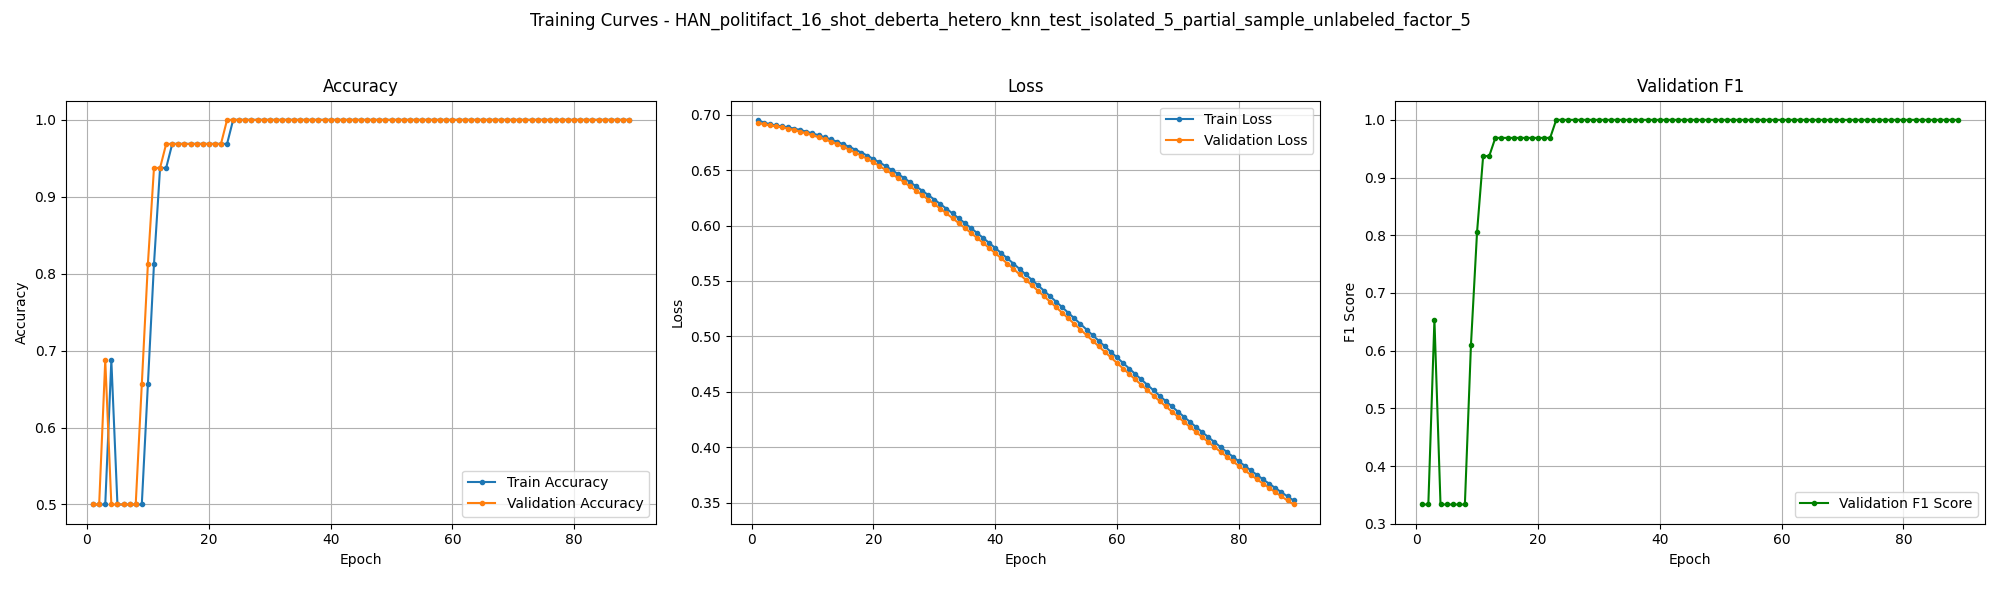 Training Curves - HAN_politifact_16_shot_deberta_hetero_knn_test_isolated_5_partial_sample_unlabeled_factor_5
Accuracy
Accuracy
1.0
0.9
0.8
0.7
0.6
0.5
0 20 40 60 80
Epoch
Train Accuracy
Validation Accuracy
Loss
Loss
0.70
0.65
0.60
0.55
0.50
0.45
0.40
0.35
0 20 40 60 80
Epoch
Train Loss
Validation Loss
Validation F1
F1 Score
1.0
0.9
0.8
0.7
0.6
0.5
0.4
0.3
0 20 40 60 80
Epoch
Validation F1 Score